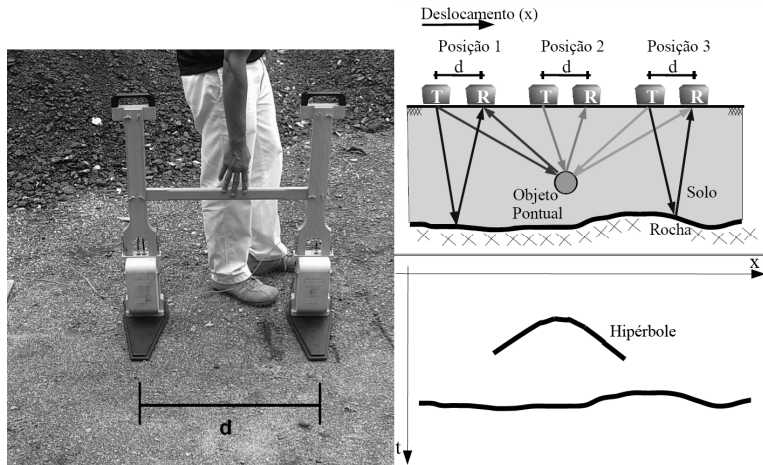 d
Deslocamento (x)
Posição 1 Posição 2 Posição 3
d d d
T R T R T R
Objeto
Pontual
Solo
Rocha
x
Hipérbole
t